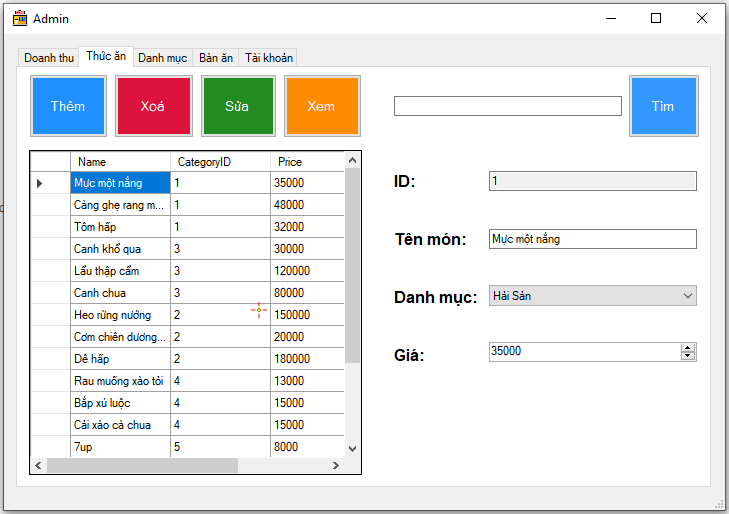 Admin
Doanh thu Thức ăn Danh mục Bàn ăn Tài khoản
Thêm Xoá Sửa Xem Tìm
Name CategoryID Price
Mực một nắng 1 35000
Càng ghẹ rang m... 1 48000
Tôm hấp 1 32000
Canh khổ qua 3 30000
Lẩu thập cẩm 3 120000
Canh chua 3 80000
Heo rừng nướng 2 150000
Cơm chiên dương... 2 20000
Dê hấp 2 180000
Rau muống xào tỏi 4 13000
Bắp xú luộc 4 15000
Cải xào cà chua 4 15000
7up 5 8000
ID: 1
Tên món: Mực một nắng
Danh mục: Hải Sản
Giá: 35000